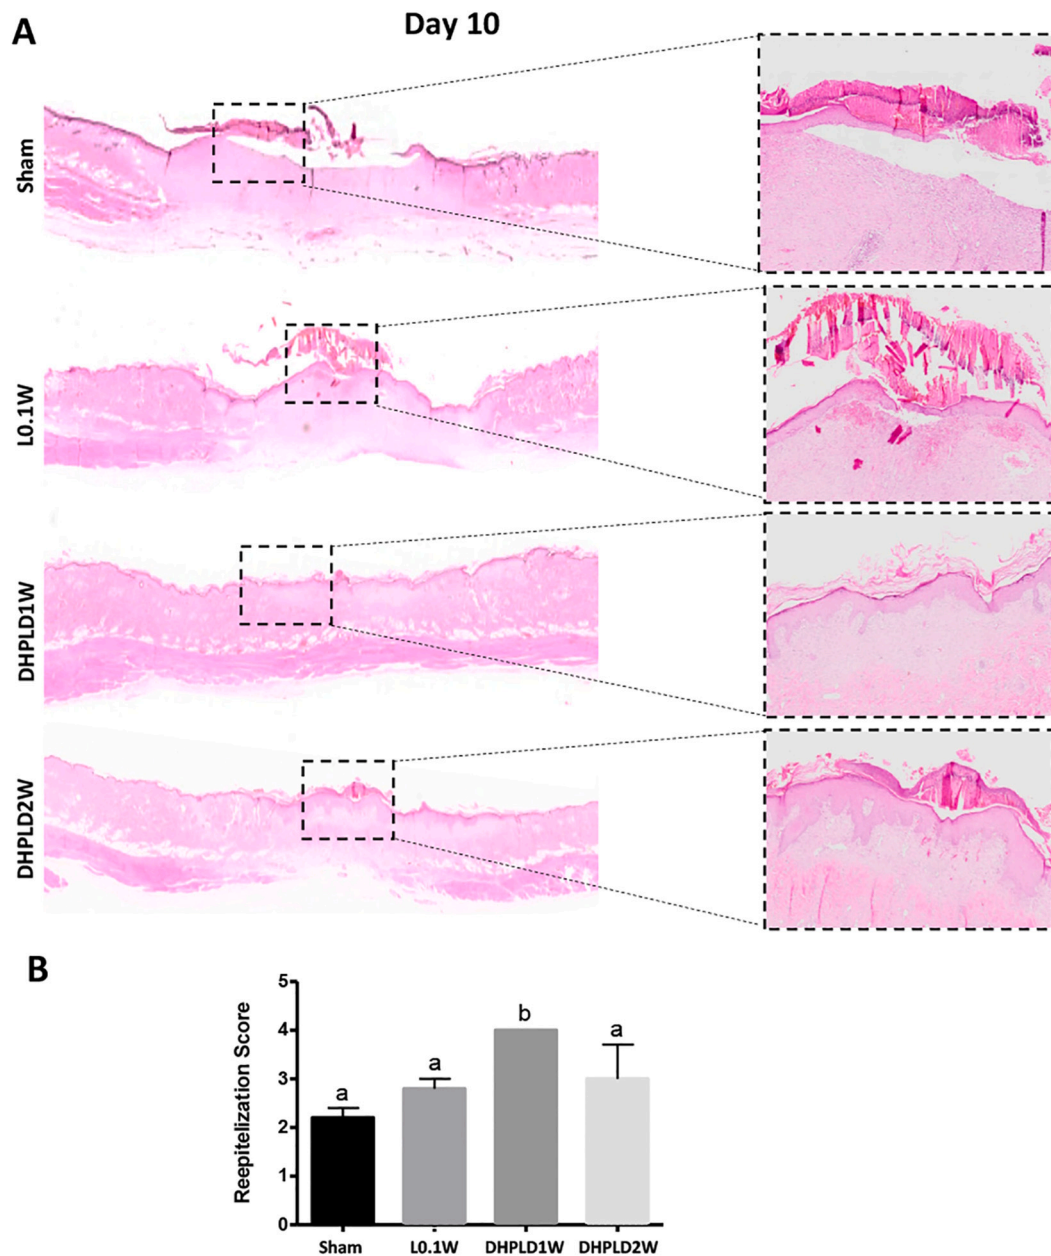 A
Day 10
Sham
L0.1W
DHPLD1W
DHPLD2W
B
Reepitelization Score
5
4
3
2
1
0
a
a
b
a
Sham
L0.1W
DHPLD1W
DHPLD2W